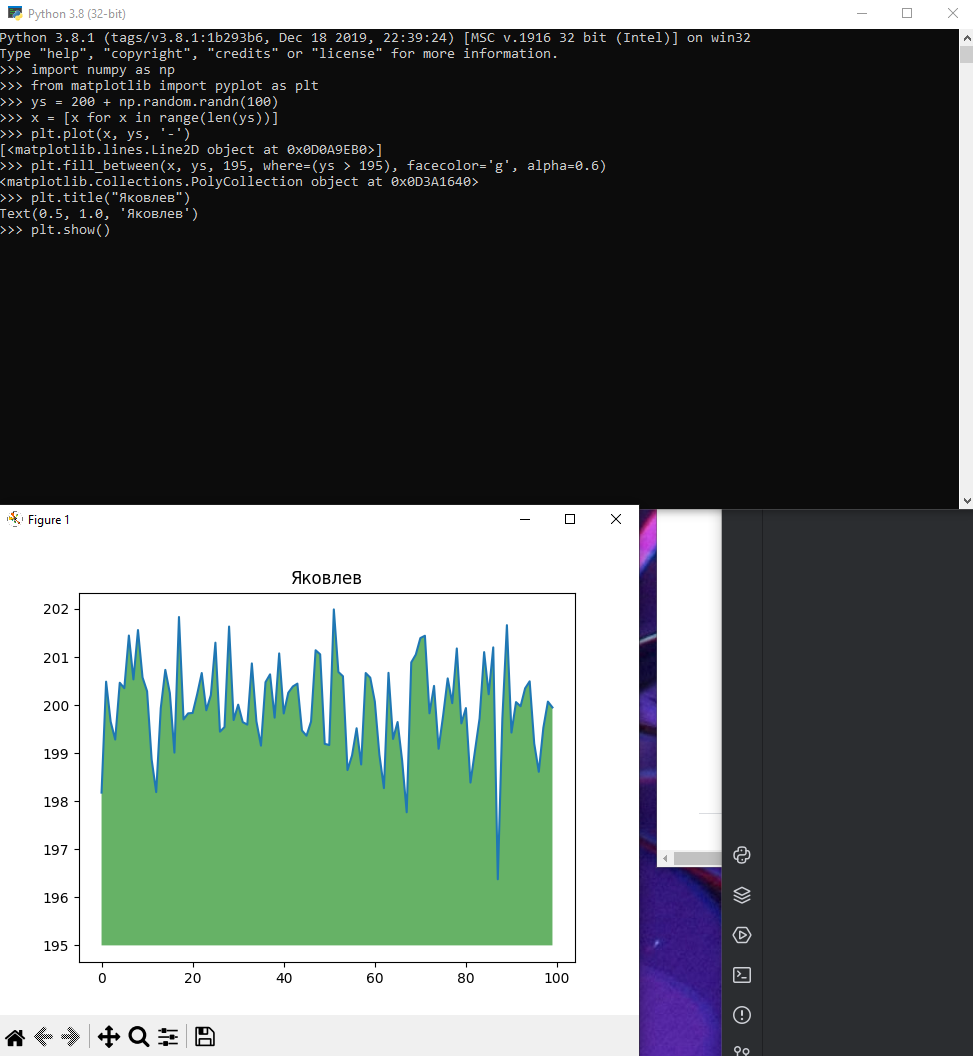 Python 3.8 (32-bit)
Python 3.8.1 (tags/v3.8.1:1b293b6, Dec 18 2019, 22:39:24) [MSC v.1916 32 bit (Intel)] on win32
Type "help", "copyright", "credits" or "license" for more information.
>>> import numpy as np
>>> from matplotlib import pyplot as plt
>>> ys = 200 + np.random.randn(100)
>>> x = [x for x in range(len(ys))]
>>> plt.plot(x, ys, '-')
[<matplotlib.lines.Line2D object at 0x0D0A9EB0>]
>>> plt.fill_between(x, ys, 195, where=(ys > 195), facecolor='g', alpha=0.6)
<matplotlib.collections.PolyCollection object at 0x0D3A1640>
>>> plt.title("Яковлев")
Text(0.5, 1.0, 'Яковлев')
>>> plt.show()
Figure 1
Яковлев
202
201
200
199
198
197
196
195
0 20 40 60 80 100